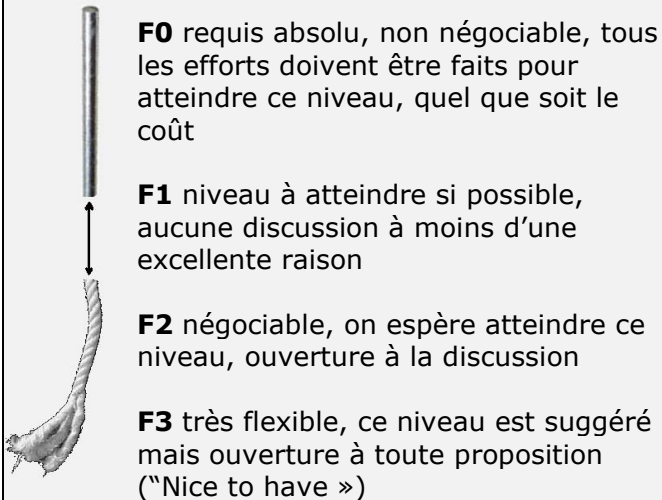 F0 requis absolu, non négociable, tous
les efforts doivent être faits pour
atteindre ce niveau, quel que soit le
coût
F1 niveau à atteindre si possible,
aucune discussion à moins d’une
excellente raison
F2 négociable, on espère atteindre ce
niveau, ouverture à la discussion
F3 très flexible, ce niveau est suggéré
mais ouverture à toute proposition
(“Nice to have »)